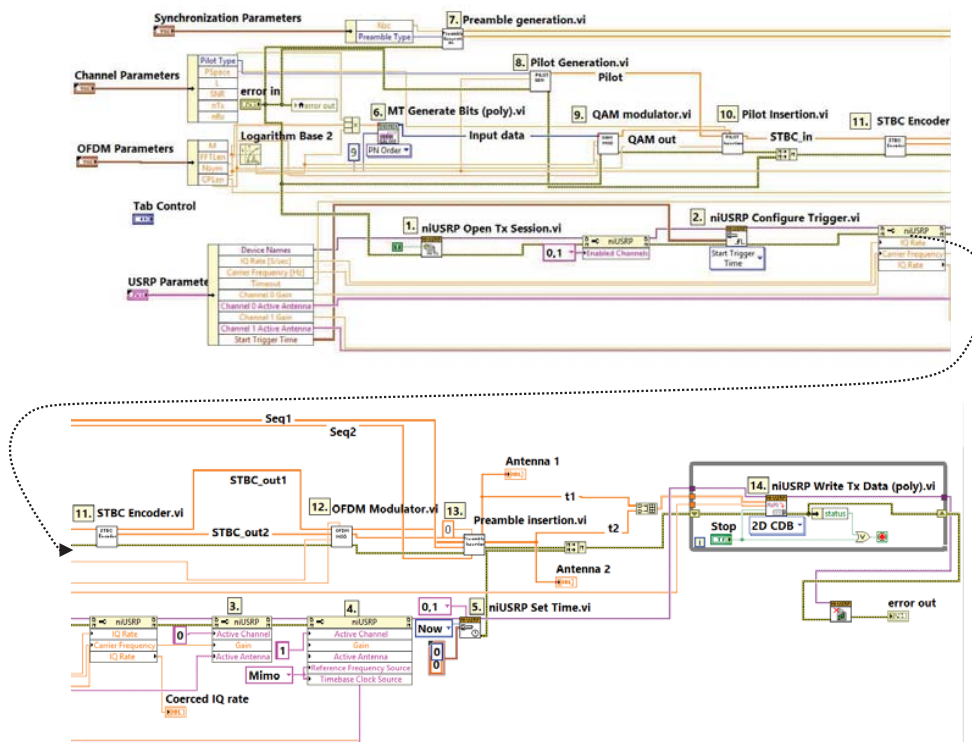 Synchronization Parameters
Nzc
Preamble Type
7. Preamble generation.vi
Channel Parameters
Pilot Type
PSpace
L
SNR
nTx
nRx
error in
error out
8. Pilot Generation.vi
Pilot
6. MT Generate Bits (poly).vi
PN Order
Input data
9. QAM modulator.vi
QAM out
10. Pilot Insertion.vi
STBC_in
11. STBC Encoder
OFDM Parameters
M
FFTLen
Nsym
CPLen
Logarithm Base 2
9
Tab Control
1. niUSRP Open Tx Session.vi
0,1
niUSRP
Enabled Channels
2. niUSRP Configure Trigger.vi
Start Trigger
Time
niUSRP
IQ Rate
Carrier Frequency
IQ Rate
USRP Paramete
Device Names
IQ Rate [S/sec]
Carrier Frequency [Hz]
Timeout
Channel 0 Gain
Channel 0 Active Antenna
Channel 1 Gain
Channel 1 Active Antenna
Start Trigger Time
Seq1
Seq2
STBC_out1
11. STBC Encoder.vi
STBC_out2
12. OFDM Modulator.vi
13.
0
Preamble insertion.vi
Antenna 1
t1
t2
Antenna 2
14. niUSRP Write Tx Data (poly).vi
2D CDB
status
Stop
i
error out
niUSRP
IQ Rate
Carrier Frequency
IQ Rate
Coerced IQ rate
3.
0
niUSRP
Active Channel
Gain
Active Antenna
4.
1
niUSRP
Active Channel
Gain
Active Antenna
Reference Frequency Source
Timebase Clock Source
Mimo
0,1
5. niUSRP Set Time.vi
Now
0
0